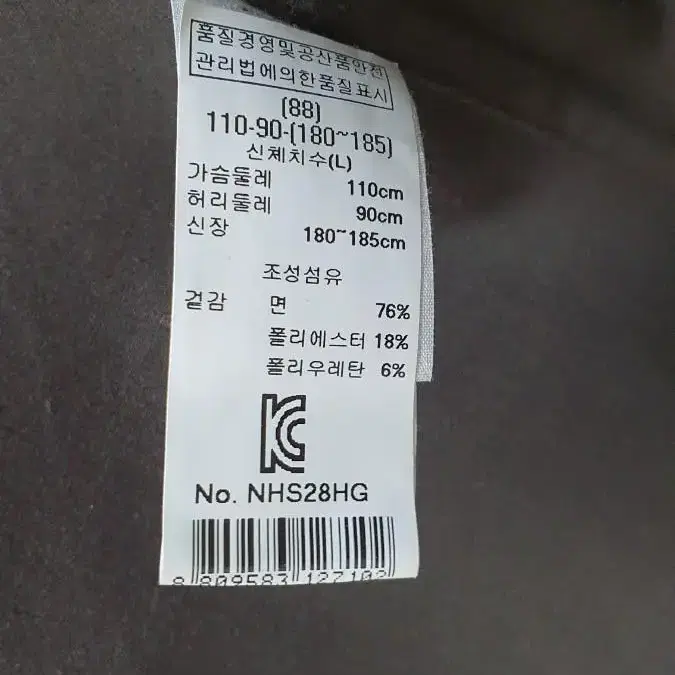 품질경영및공산품안전
관리법에의한품질표시
(88)
110-90-(180~185)
신체치수(L)
가슴둘레 110cm
허리둘레 90cm
신장 180~185cm
조성섬유
겉감 면 76%
폴리에스터 18%
폴리우레탄 6%
KC
No. NHS28HG
8 809583 127102